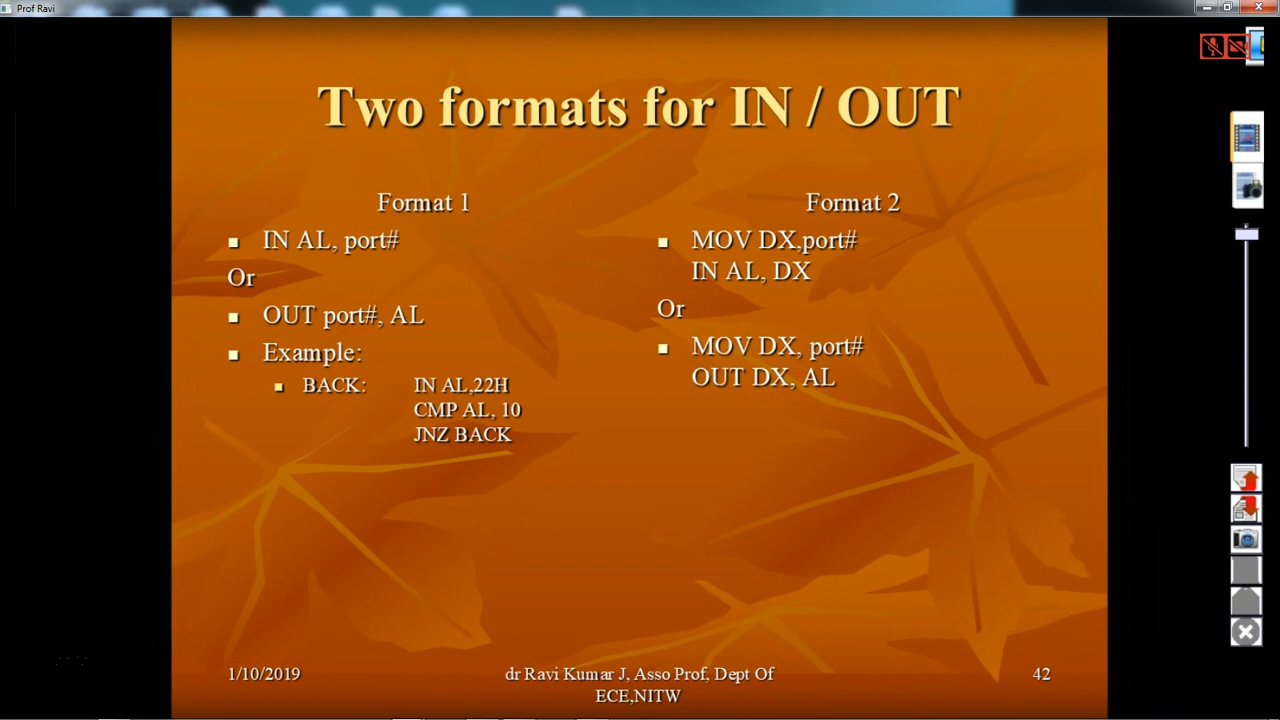 Prof Ravi
Two formats for IN / OUT
Format 1
IN AL, port#
Or
OUT port#, AL
Example:
BACK: IN AL,22H
CMP AL, 10
JNZ BACK
Format 2
MOV DX,port#
IN AL, DX
Or
MOV DX, port#
OUT DX, AL
1/10/2019
dr Ravi Kumar J, Asso Prof, Dept Of
ECE,NITW
42